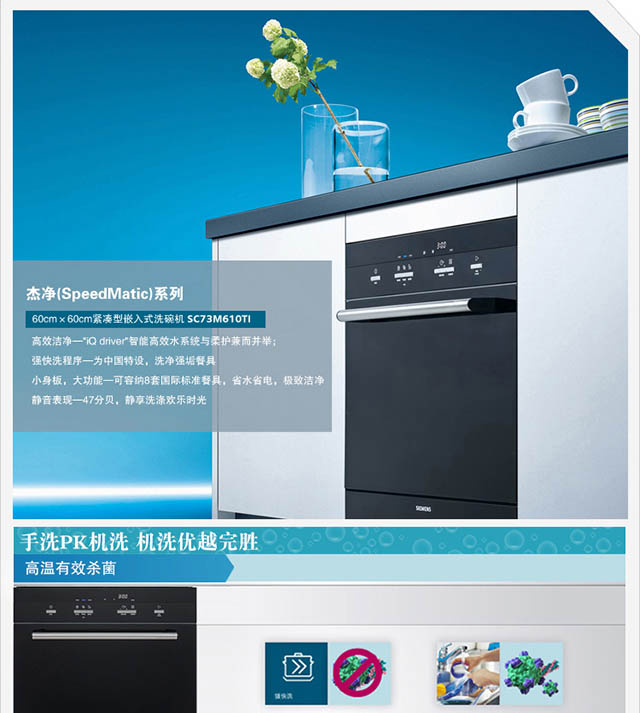 3:00
杰净(SpeedMatic)系列
60cm×60cm紧凑型嵌入式洗碗机 SC73M610TI
高效洁净—“iQ driver”智能高效水系统与柔护兼而并举；
强快洗程序—为中国特设，洗净强垢餐具
小身板，大功能—可容纳8套国际标准餐具，省水省电，极致洁净
静音表现—47分贝，静享洗涤欢乐时光
SIEMENS
手洗PK机洗 机洗优越完胜
高温有效杀菌
3:00
强快洗